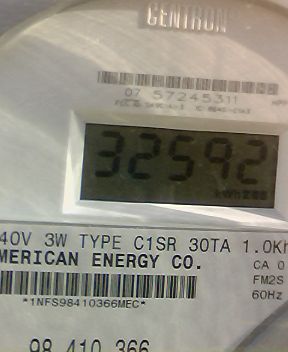 CENTRON
07 57245311
32592
kWh
40V 3W TYPE C1SR 30TA 1.0Kh
MERICAN ENERGY CO.
CA 0
FM2S
60Hz
*1NFS98410366MEC*
98 410 366